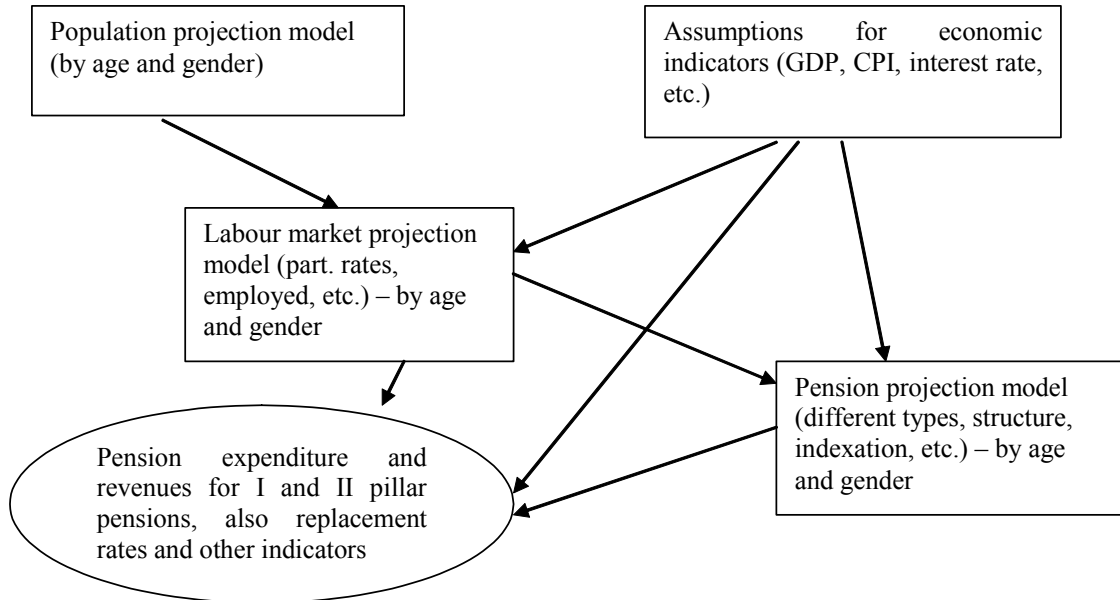 Population projection model
(by age and gender)
Assumptions for economic
indicators (GDP, CPI, interest rate,
etc.)
Labour market projection
model (part. rates,
employed, etc.) – by age
and gender
Pension projection model
(different types, structure,
indexation, etc.) – by age
and gender
Pension expenditure and
revenues for I and II pillar
pensions, also replacement
rates and other indicators